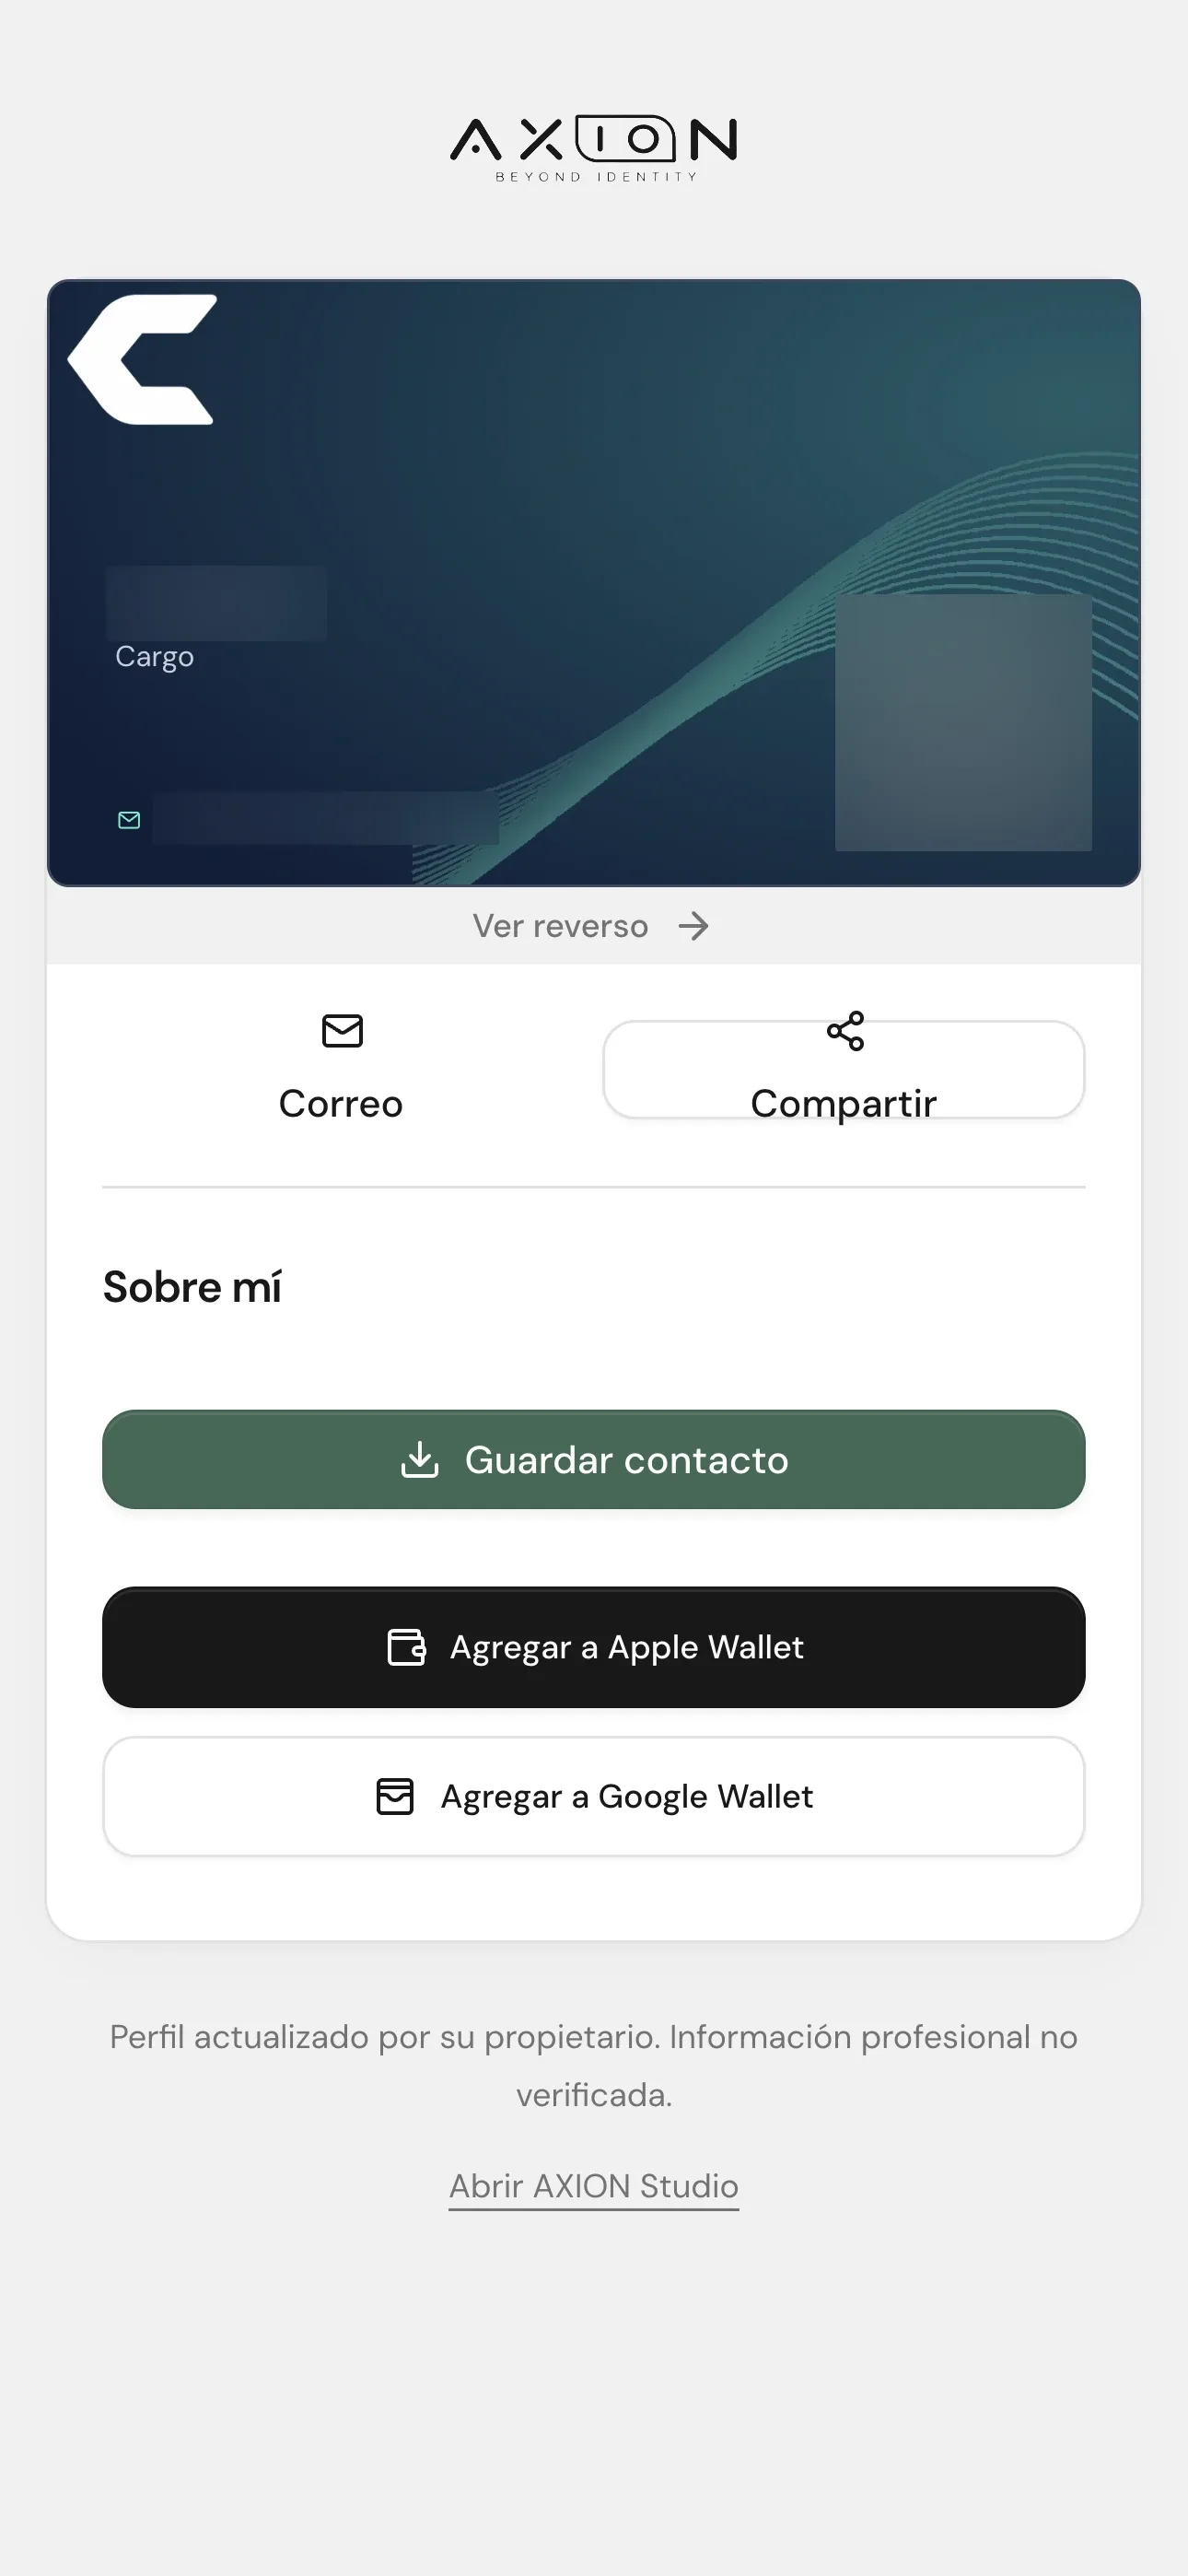 AXION
BEYOND IDENTITY
Cargo
Ver reverso
Correo
Compartir
Sobre mí
Guardar contacto
Agregar a Apple Wallet
Agregar a Google Wallet
Perfil actualizado por su propietario. Información profesional no
verificada.
Abrir AXION Studio